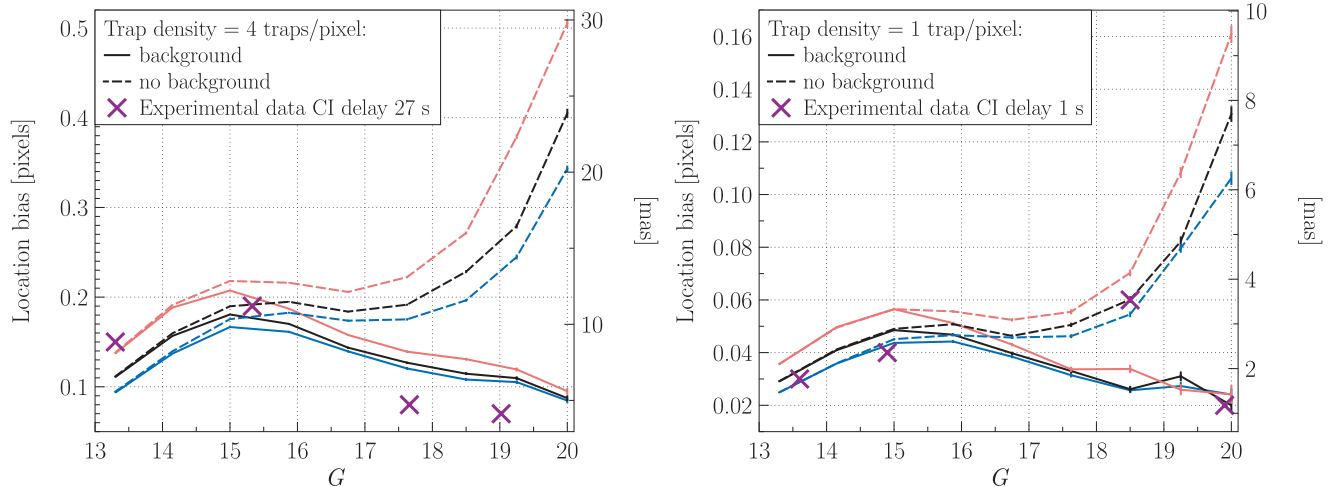 Trap density = 4 traps/pixel:
background
no background
Experimental data CI delay 27 s
Location bias [pixels]
0.5
0.4
0.3
0.2
0.1
30
20
10
[mas]
13 14 15 16 17 18 19 20
G
Trap density = 1 trap/pixel:
background
no background
Experimental data CI delay 1 s
Location bias [pixels]
0.16
0.14
0.12
0.10
0.08
0.06
0.04
0.02
10
8
6
4
2
[mas]
13 14 15 16 17 18 19 20
G